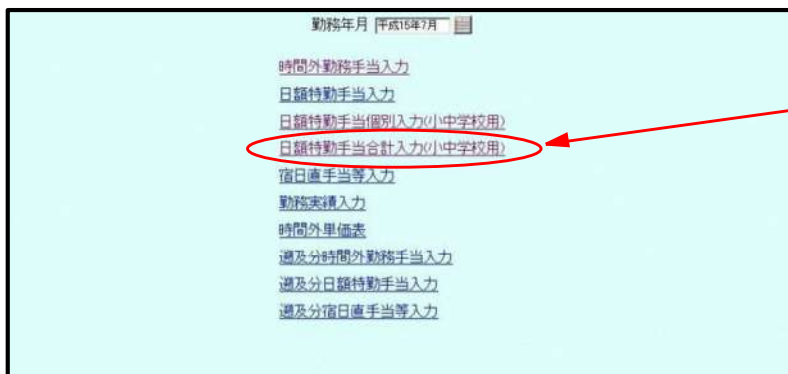 勤務年月 平成15年7月
時間外勤務手当入力
日額特勤手当入力
日額特勤手当個別入力(小中学校用)
日額特勤手当合計入力(小中学校用)
宿日直手当等入力
勤務実績入力
時間外単価表
遡及分時間外勤務手当入力
遡及分日額特勤手当入力
遡及分宿日直手当等入力